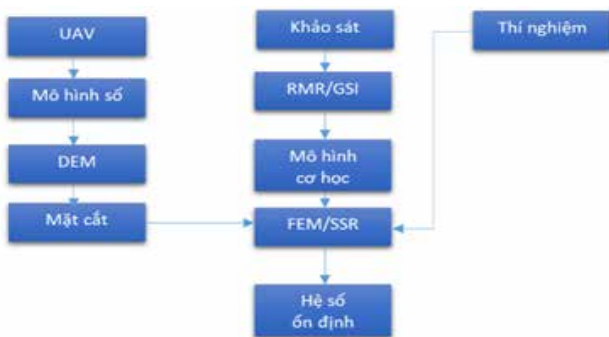 UAV
Mô hình số
DEM
Mặt cắt
Khảo sát
RMR/GSI
Mô hình
cơ học
FEM/SSR
Hệ số
ổn định
Thí nghiệm